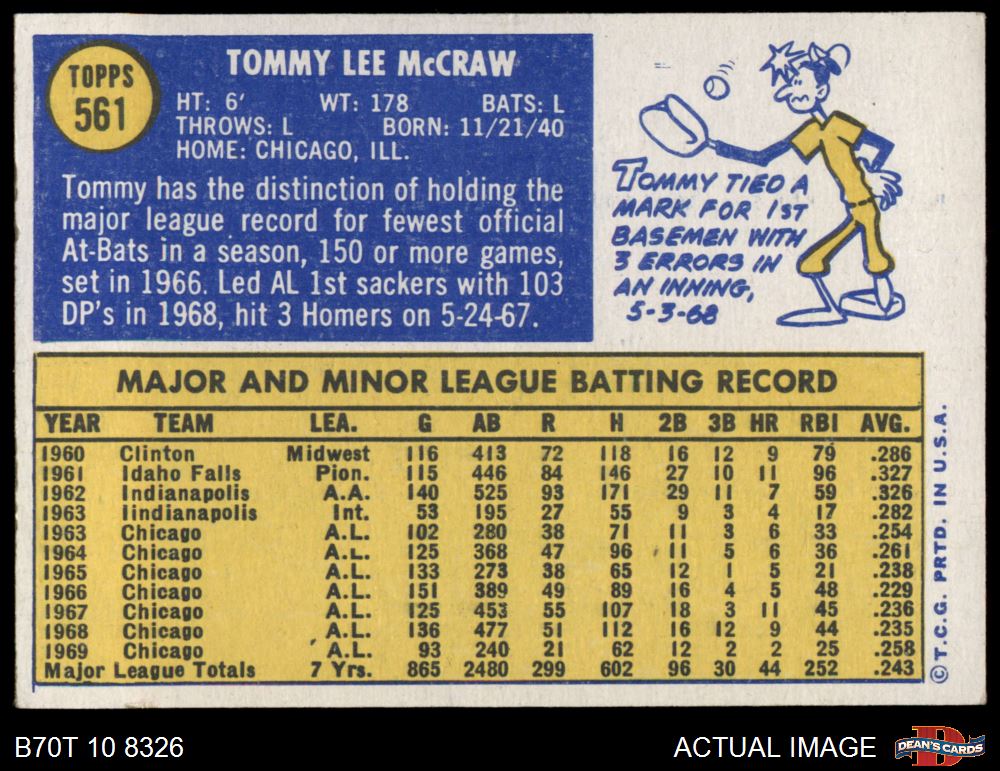 TOPPS
561
TOMMY LEE McCRAW
HT: 6' WT: 178 BATS: L
THROWS: L BORN: 11/21/40
HOME: CHICAGO, ILL.
Tommy has the distinction of holding the
major league record for fewest official
At-Bats in a season, 150 or more games,
set in 1966. Led AL 1st sackers with 103
DP's in 1968, hit 3 Homers on 5-24-67.
TOMMY TIED A
MARK FOR 1ST
BASEMEN WITH
3 ERRORS IN
AN INNING,
5-3-68
MAJOR AND MINOR LEAGUE BATTING RECORD
YEAR TEAM LEA. G AB R H 2B 3B HR RBI AVG.
1960 Clinton Midwest 116 413 72 118 16 12 9 79 .286
1961 Idaho Falls Pion. 115 446 84 146 27 10 11 96 .327
1962 Indianapolis A.A. 140 525 93 171 29 11 7 59 .326
1963 Iindianapolis Int. 53 195 27 55 9 3 4 17 .282
1963 Chicago A.L. 102 280 38 71 11 3 6 33 .254
1964 Chicago A.L. 125 368 47 96 11 5 6 36 .261
1965 Chicago A.L. 133 273 38 65 12 1 5 21 .238
1966 Chicago A.L. 151 389 49 89 16 4 5 48 .229
1967 Chicago A.L. 125 453 55 107 18 3 11 45 .236
1968 Chicago A.L. 136 477 51 112 16 12 9 44 .235
1969 Chicago A.L. 93 240 21 62 12 2 2 25 .258
Major League Totals 7 Yrs. 865 2480 299 602 96 30 44 252 .243
© T.C.G. PRTD. IN U.S.A.
B70T 10 8326
ACTUAL IMAGE
D
DEAN'S CARDS